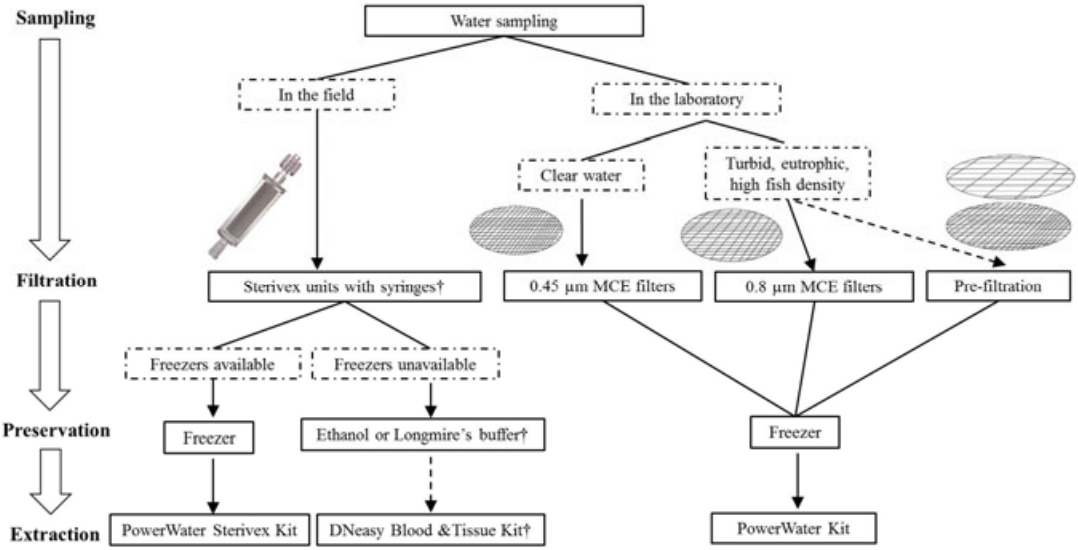 Sampling
Water sampling
In the field
In the laboratory
Clear water
Turbid, eutrophic,
high fish density
Filtration
Sterivex units with syringes†
0.45 µm MCE filters
0.8 µm MCE filters
Pre-filtration
Freezers available
Freezers unavailable
Preservation
Freezer
Ethanol or Longmire's buffer†
Freezer
Extraction
PowerWater Sterivex Kit
DNeasy Blood &Tissue Kit†
PowerWater Kit